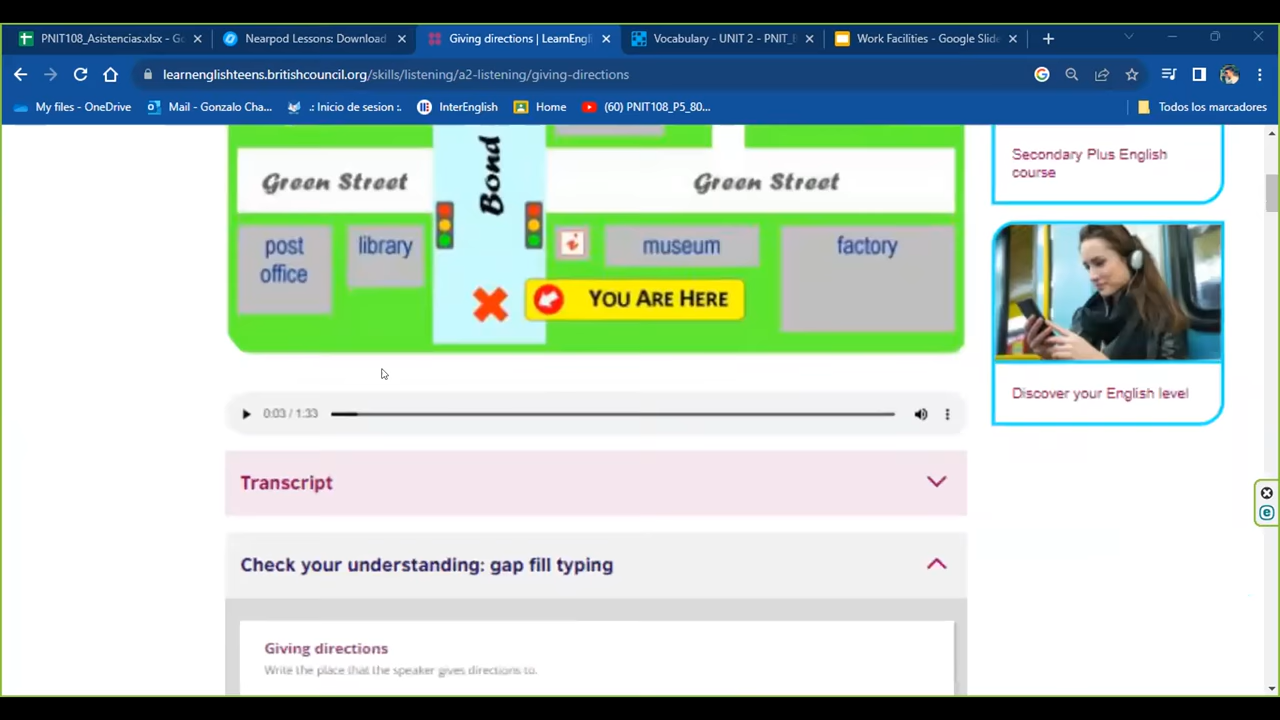 PNIT108_Asistencias.xlsx - Go
Nearpod Lessons: Download
Giving directions | LearnEngli
Vocabulary - UNIT 2 - PNIT_
Work Facilities - Google Slide
learnenglishteens.britishcouncil.org/skills/listening/a2-listening/giving-directions
My files - OneDrive
Mail - Gonzalo Cha...
.: Inicio de sesion :.
InterEnglish
Home
(60) PNIT108_P5_80...
Todos los marcadores
Bond
Green Street
Green Street
post
office
library
i
museum
factory
YOU ARE HERE
Secondary Plus English
course
Discover your English level
0:03 / 1:33
Transcript
Check your understanding: gap fill typing
Giving directions
Write the place that the speaker gives directions to.